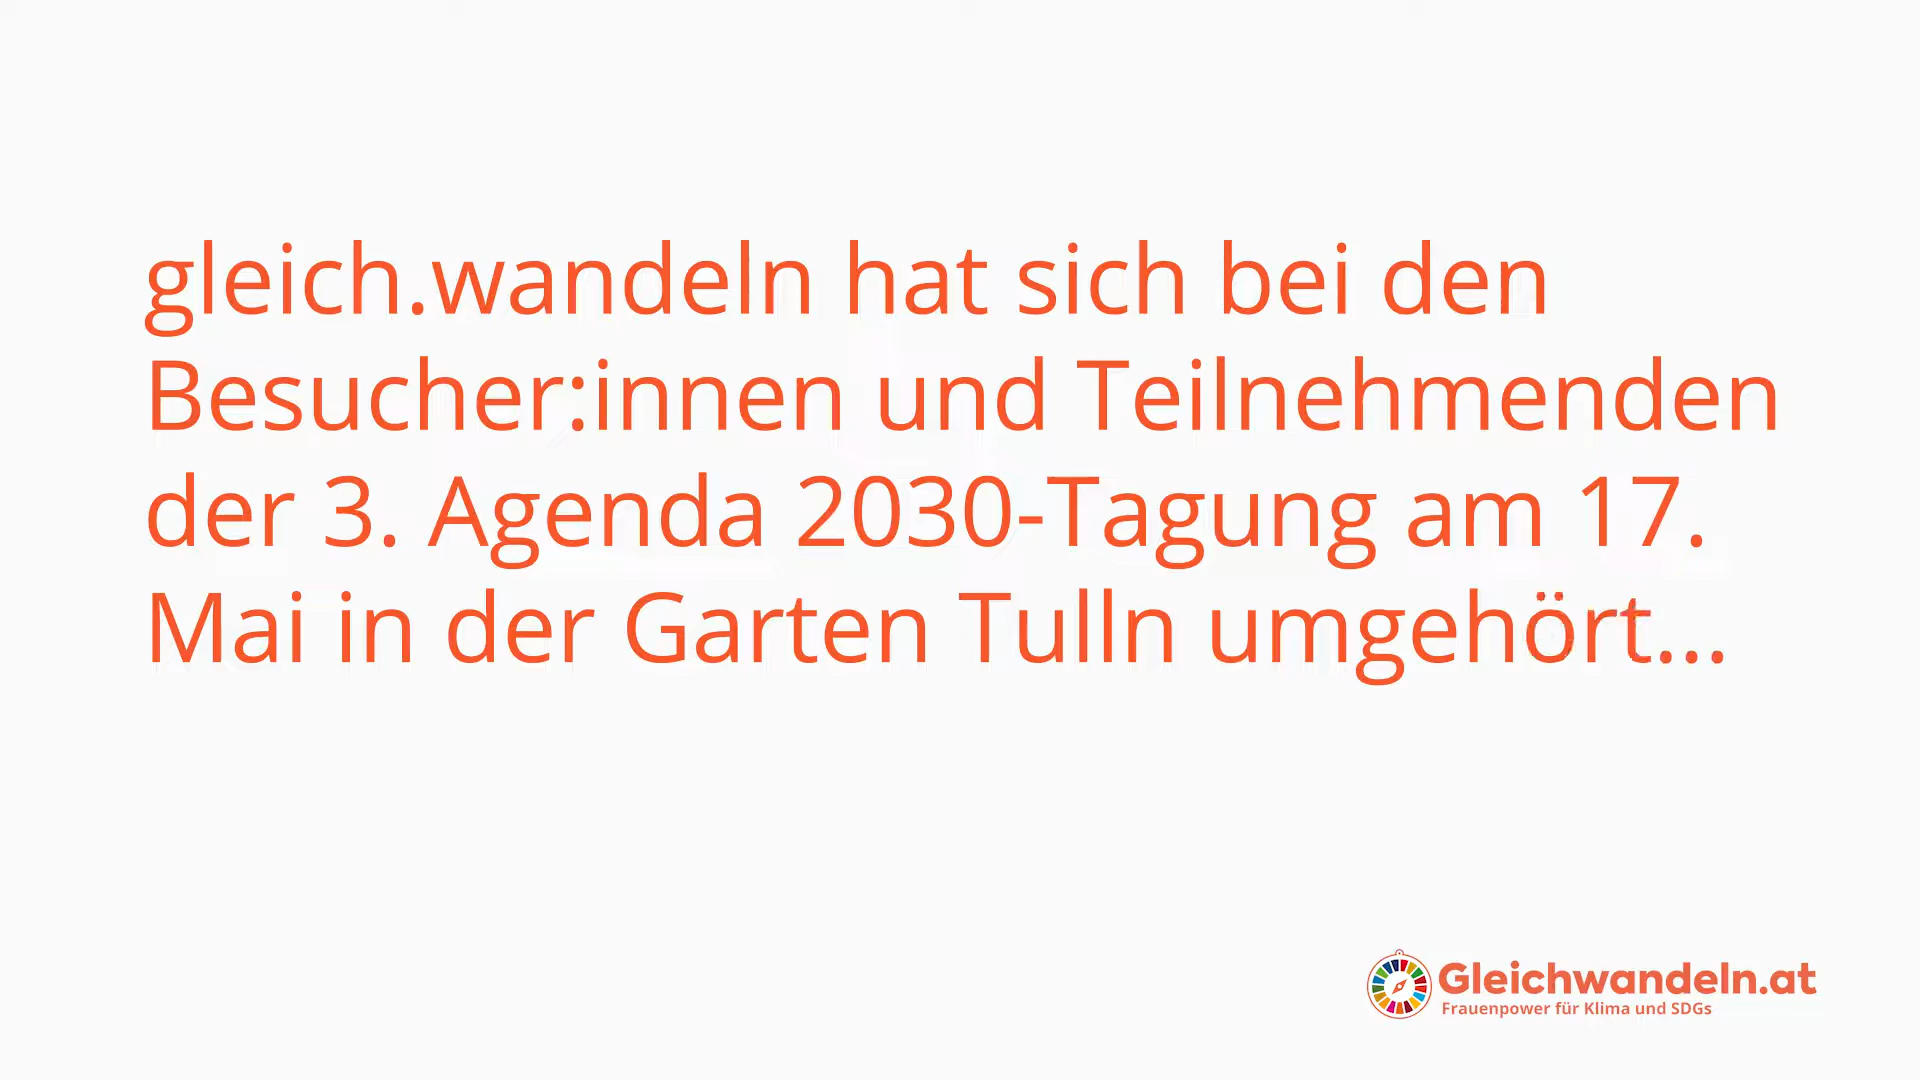 gleich.wandeln hat sich bei den
Besucher:innen und Teilnehmenden
der 3. Agenda 2030-Tagung am 17.
Mai in der Garten Tulln umgehört...
Gleichwandeln.at
Frauenpower für Klima und SDGs